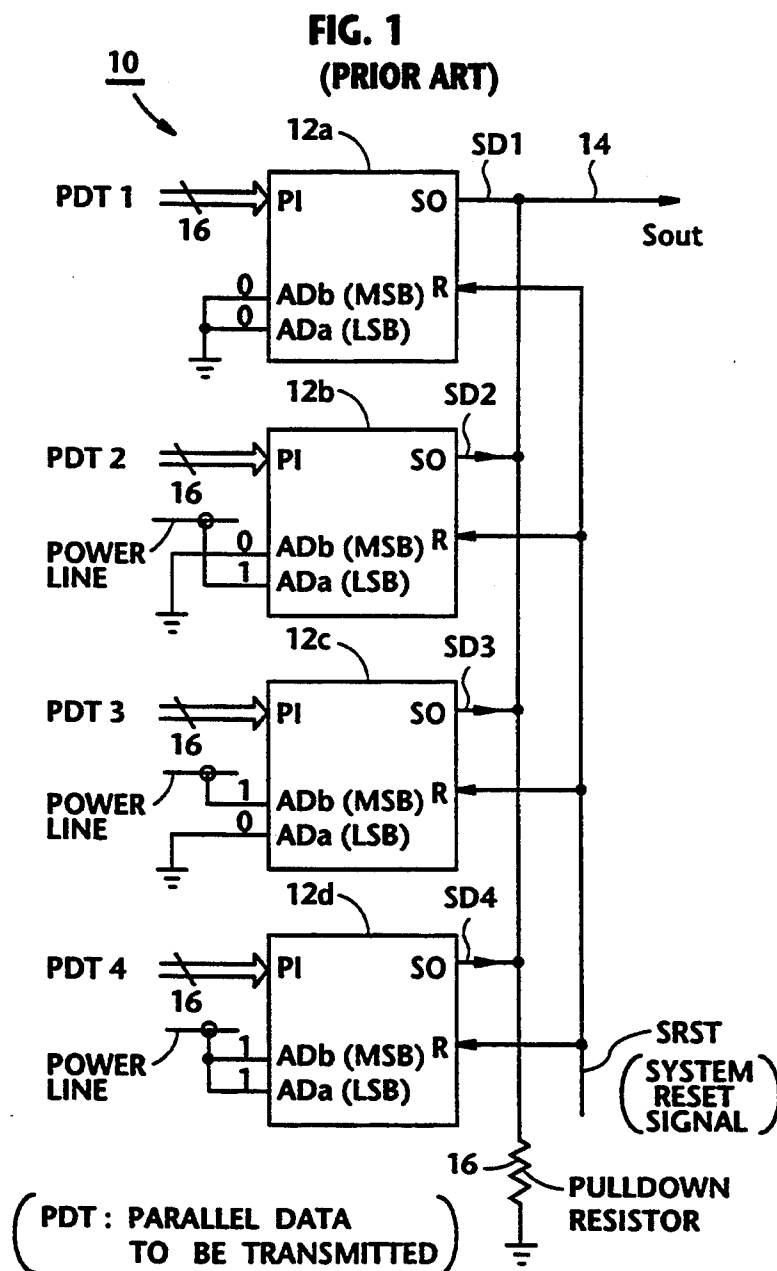 FIG. 1
(PRIOR ART)
10
12a
SD1
14
PDT 1
16
PI
SO
Sout
0
ADb (MSB)
R
0
ADa (LSB)
12b
SD2
PDT 2
16
PI
SO
POWER
LINE
0
ADb (MSB)
R
1
ADa (LSB)
12c
SD3
PDT 3
16
PI
SO
POWER
LINE
1
ADb (MSB)
R
0
ADa (LSB)
12d
SD4
PDT 4
16
PI
SO
POWER
LINE
1
ADb (MSB)
R
1
ADa (LSB)
SRST
(SYSTEM
RESET
SIGNAL)
16
PULLDOWN
RESISTOR
(PDT : PARALLEL DATA
TO BE TRANSMITTED)